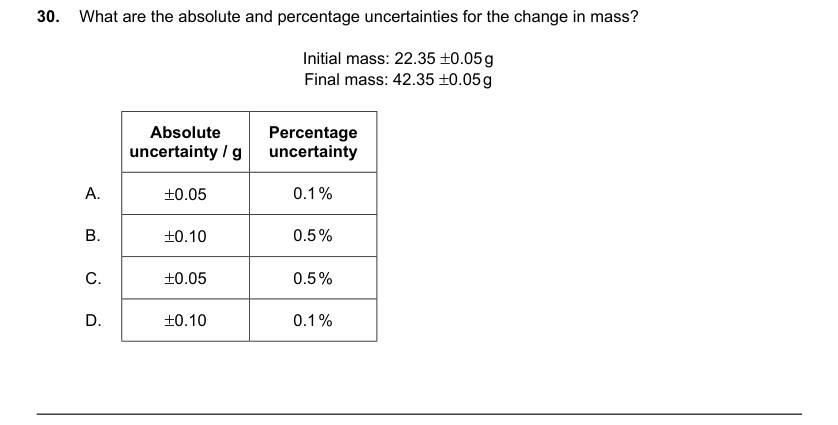 30. What are the absolute and percentage uncertainties for the change in mass?
Initial mass: 22.35 ±0.05 g
Final mass: 42.35 ±0.05 g
Absolute uncertainty / g Percentage uncertainty
A. ±0.05 0.1 %
B. ±0.10 0.5 %
C. ±0.05 0.5 %
D. ±0.10 0.1 %